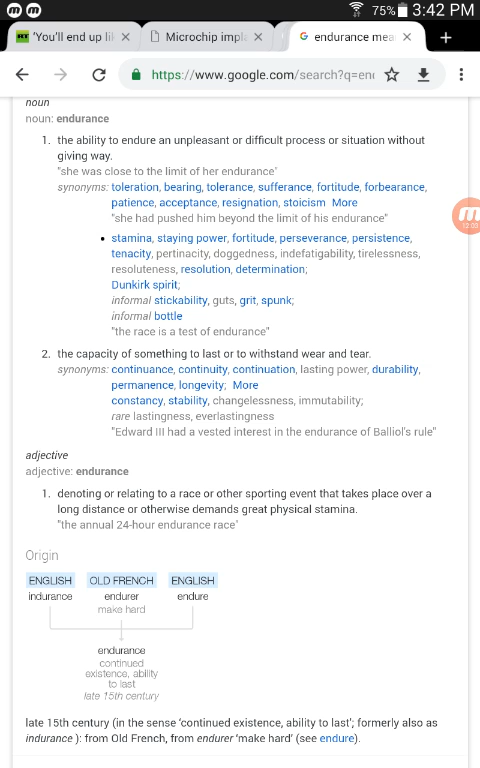 75% 3:42 PM
RT 'You'll end up li
Microchip impl
G endurance mea
https://www.google.com/search?q=en
noun
noun: endurance
1. the ability to endure an unpleasant or difficult process or situation without
giving way.
"she was close to the limit of her endurance"
synonyms: toleration, bearing, tolerance, sufferance, fortitude, forbearance,
patience, acceptance, resignation, stoicism More
"she had pushed him beyond the limit of his endurance"
• stamina, staying power, fortitude, perseverance, persistence,
tenacity, pertinacity, doggedness, indefatigability, tirelessness,
resoluteness, resolution, determination;
Dunkirk spirit;
informal stickability, guts, grit, spunk;
informal bottle
"the race is a test of endurance"
2. the capacity of something to last or to withstand wear and tear.
synonyms: continuance, continuity, continuation, lasting power, durability,
permanence, longevity; More
constancy, stability, changelessness, immutability;
rare lastingness, everlastingness
"Edward III had a vested interest in the endurance of Balliol's rule"
adjective
adjective: endurance
1. denoting or relating to a race or other sporting event that takes place over a
long distance or otherwise demands great physical stamina.
"the annual 24-hour endurance race"
Origin
ENGLISH OLD FRENCH ENGLISH
indurance endurer endure
make hard
endurance
continued
existence, ability
to last
late 15th century
late 15th century (in the sense 'continued existence, ability to last'; formerly also as
indurance ): from Old French, from endurer 'make hard' (see endure).